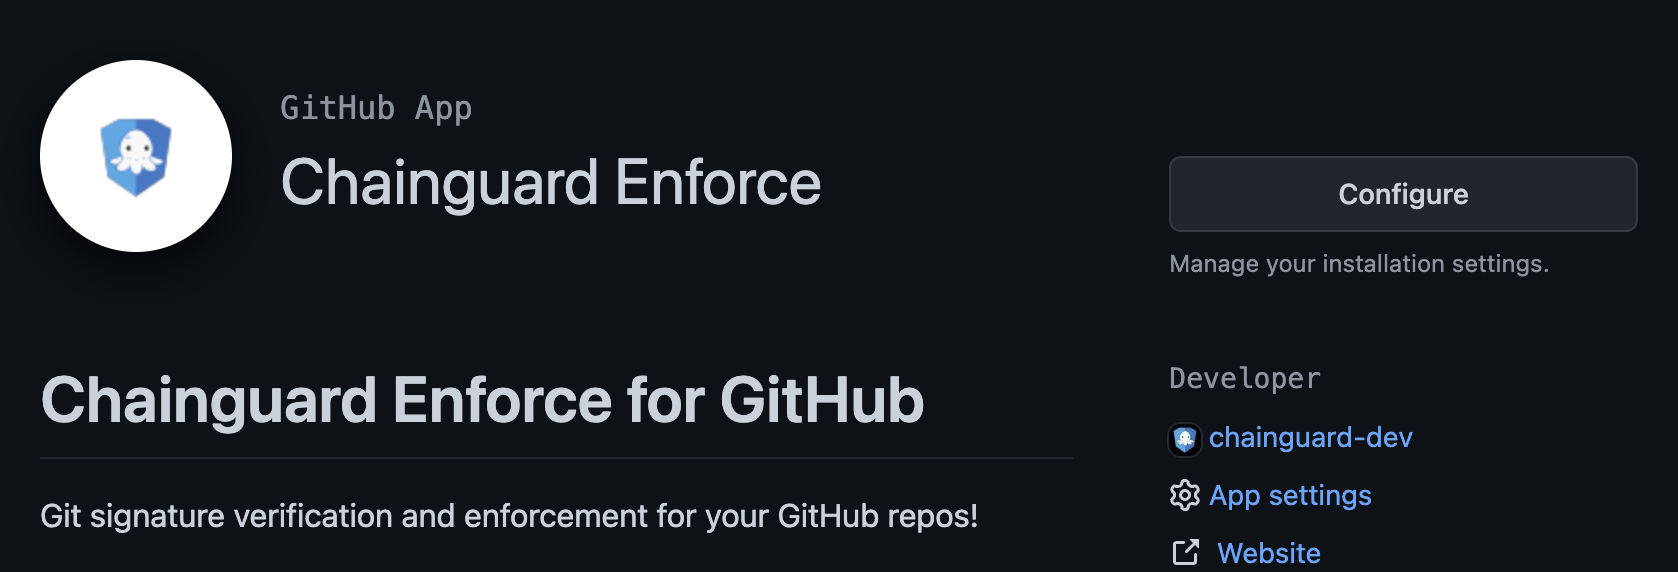 GitHub App
Chainguard Enforce
Configure
Manage your installation settings.
Chainguard Enforce for GitHub
Git signature verification and enforcement for your GitHub repos!
Developer
chainguard-dev
App settings
Website